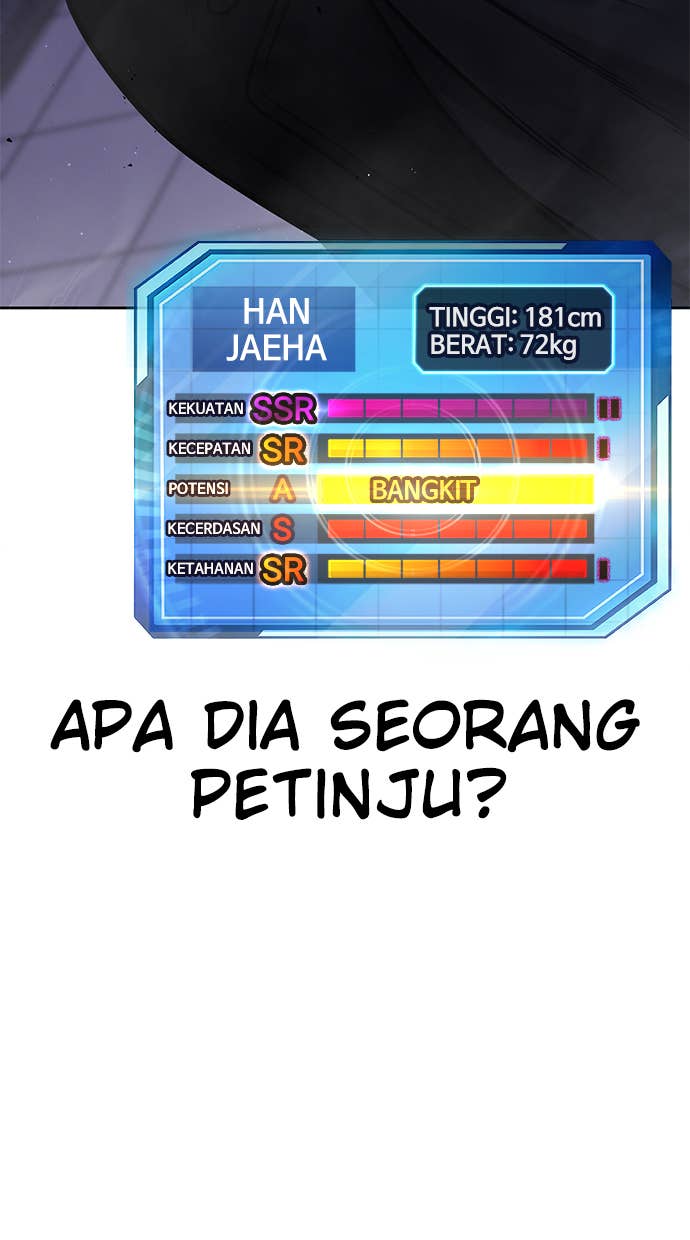 HAN
JAEHA
TINGGI: 181cm
BERAT: 72kg
KEKUATAN SSR
KECEPATAN SR
POTENSI A BANGKIT
KECERDASAN S
KETAHANAN SR
APA DIA SEORANG
PETINJU?